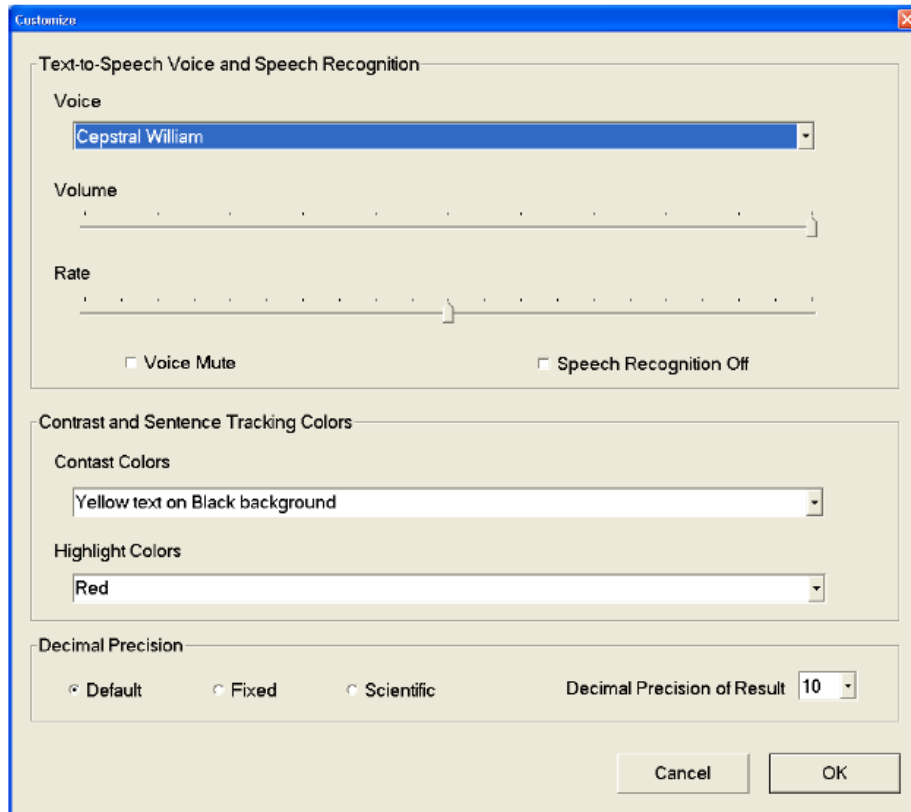 Customize
Text-to-Speech Voice and Speech Recognition
Voice
Cepstral William
Volume
Rate
Voice Mute Speech Recognition Off
Contrast and Sentence Tracking Colors
Contast Colors
Yellow text on Black background
Highlight Colors
Red
Decimal Precision
Default Fixed Scientific Decimal Precision of Result 10
Cancel OK